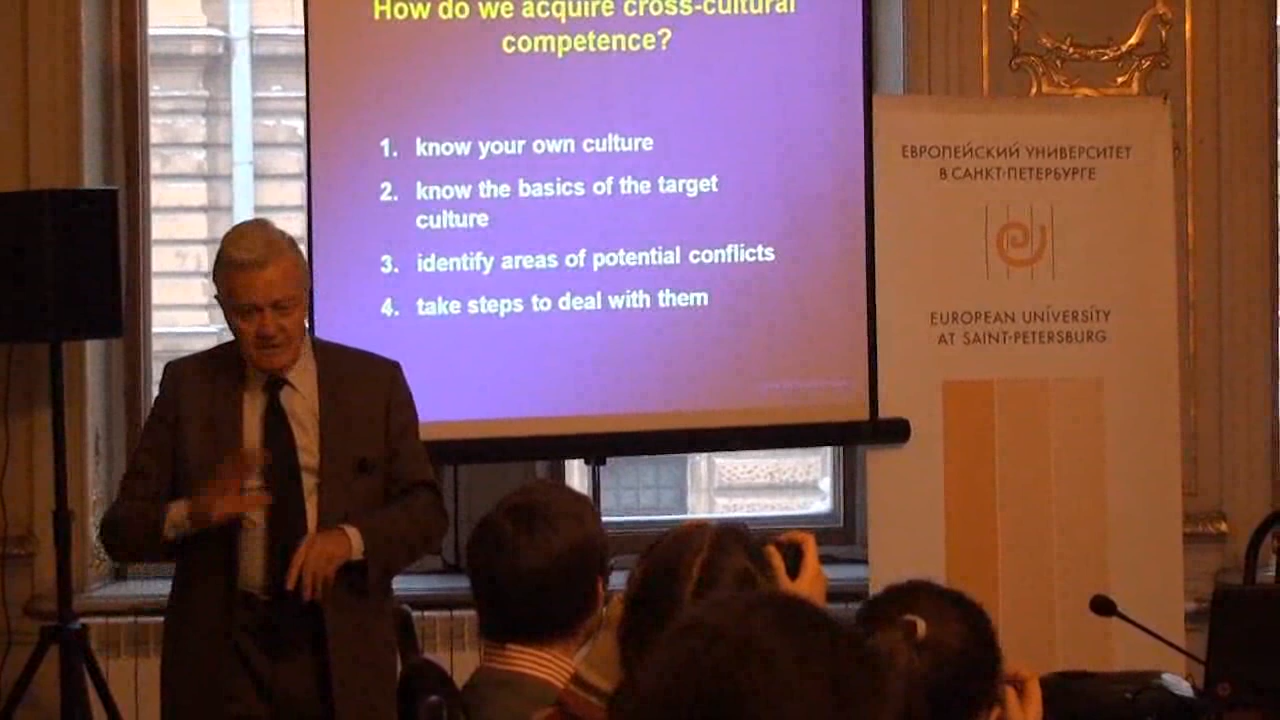 How do we acquire cross-cultural
competence?
1. know your own culture
2. know the basics of the target
culture
3. identify areas of potential conflicts
4. take steps to deal with them
ЕВРОПЕЙСКИЙ УНИВЕРСИТЕТ
В САНКТ-ПЕТЕРБУРГЕ
EUROPEAN UNIVERSITY
AT SAINT-PETERSBURG